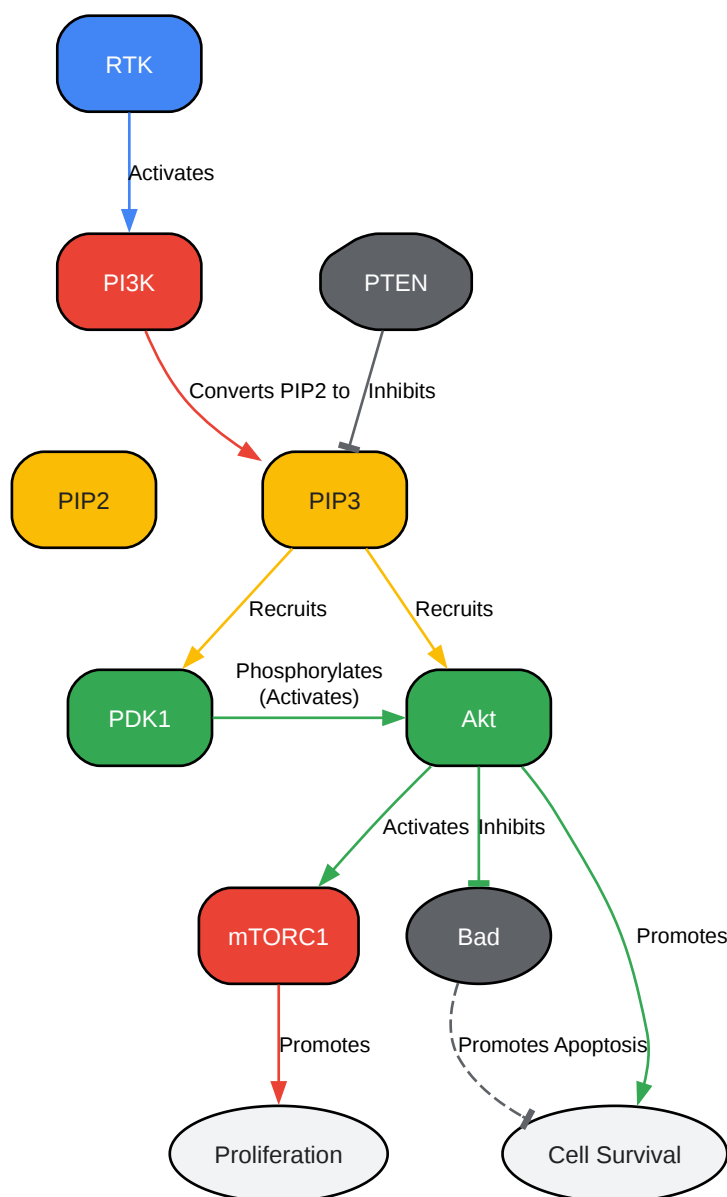 RTK
Activates
PI3K
PTEN
Converts PIP2 to
Inhibits
PIP2
PIP3
Recruits
Recruits
PDK1
Phosphorylates
(Activates)
Akt
Activates
Inhibits
mTORC1
Bad
Promotes
Promotes
Promotes Apoptosis
Proliferation
Cell Survival